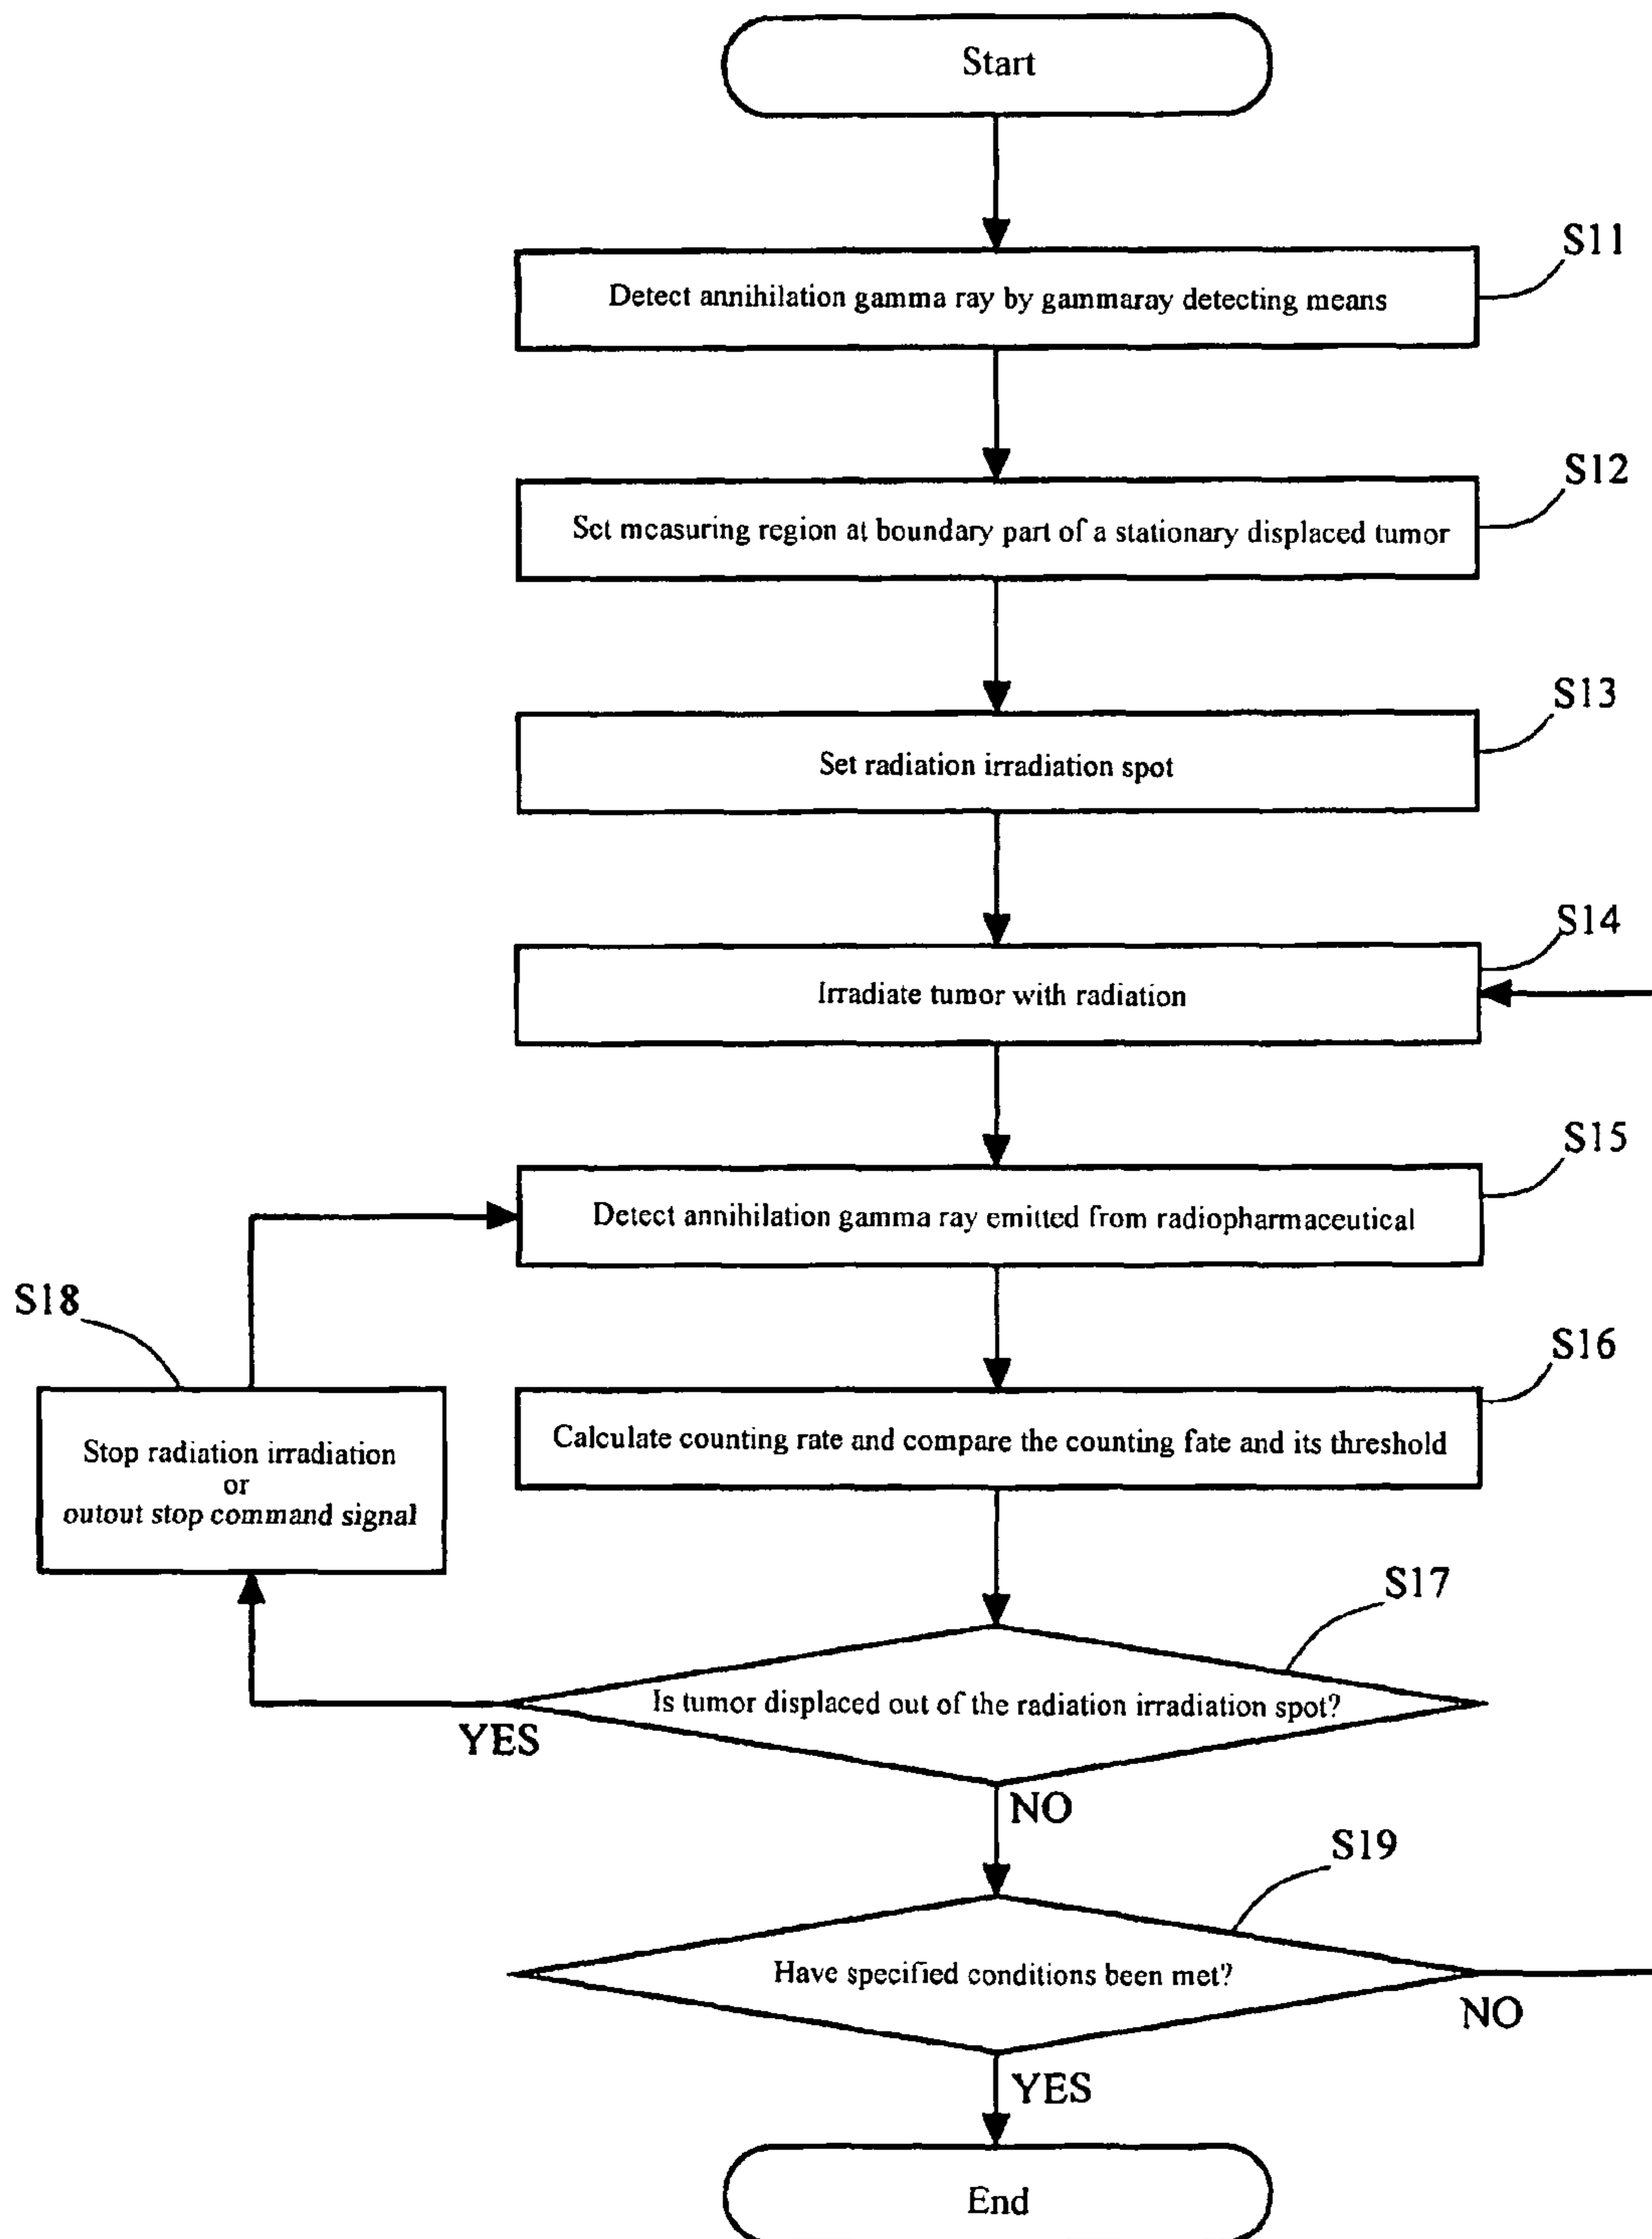 Start
S11
Detect annihilation gamma ray by gammaray detecting means
S12
Set measuring region at boundary part of a stationary displaced tumor
S13
Set radiation irradiation spot
S14
Irradiate tumor with radiation
S15
Detect annihilation gamma ray emitted from radiopharmaceutical
S18
Stop radiation irradiation
or
outout stop command signal
S16
Calculate counting rate and compare the counting fate and its threshold
S17
Is tumor displaced out of the radiation irradiation spot?
YES
NO
S19
Have specified conditions been met?
NO
YES
End